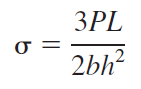 σ = 3PL / 2bh²